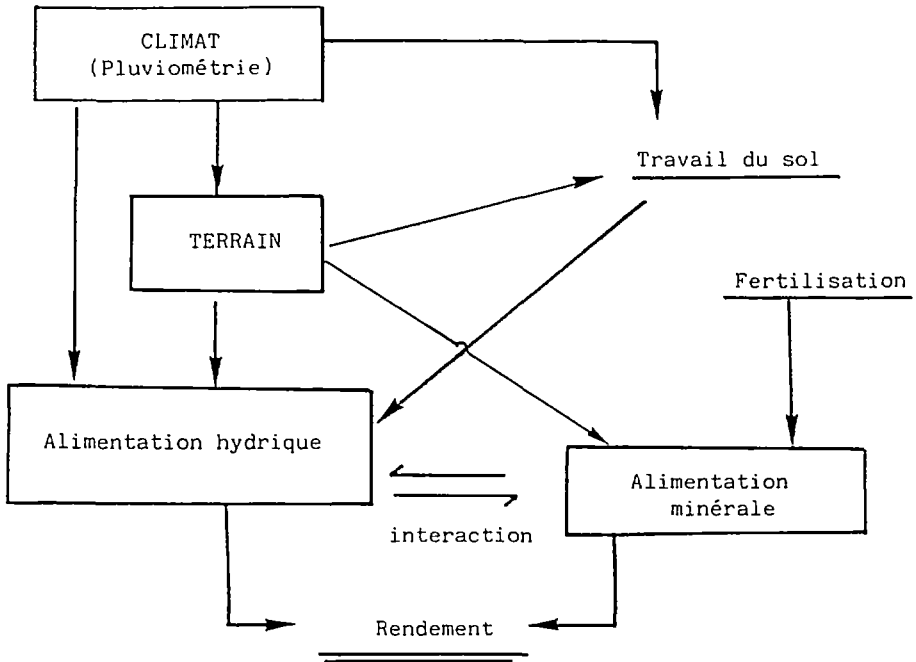 CLIMAT
(Pluviométrie)
Travail du sol
TERRAIN
Fertilisation
Alimentation hydrique
Alimentation
minérale
interaction
Rendement